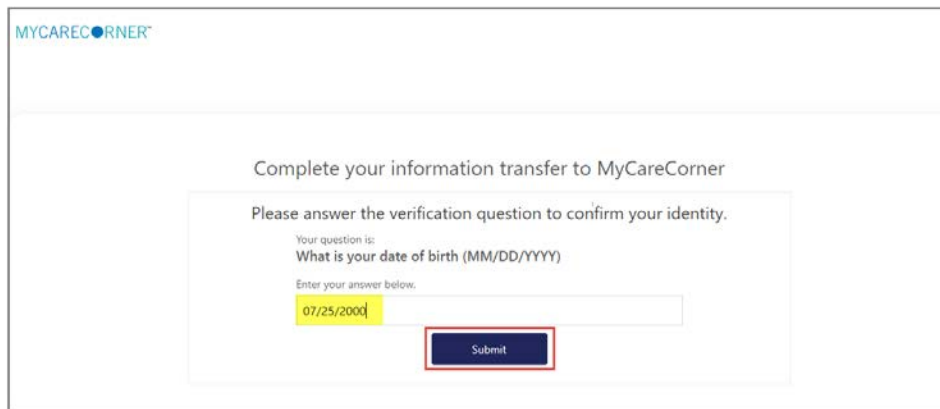 MYCARECORNER™
Complete your information transfer to MyCareCorner
Please answer the verification question to confirm your identity.
Your question is:
What is your date of birth (MM/DD/YYYY)
Enter your answer below.
07/25/2000
Submit